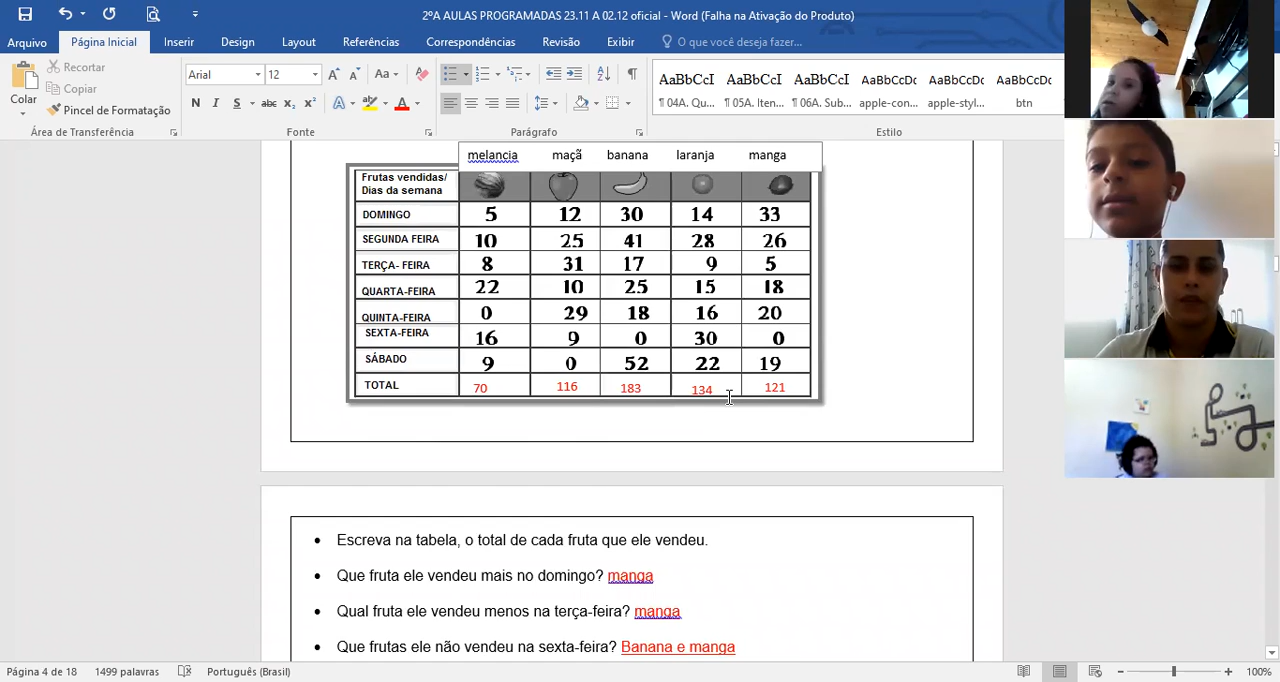 2ºA AULAS PROGRAMADAS 23.11 A 02.12 oficial - Word (Falha na Ativação do Produto)
Arquivo Página Inicial Inserir Design Layout Referências Correspondências Revisão Exibir O que você deseja fazer...
Colar
Recortar
Copiar
Pincel de Formatação
Área de Transferência
Arial 12
Aa
N I S abc x₂ x²
Fonte
Parágrafo
AaBbCcI AaBbCcI AaBbCcI AaBbCcDc AaBbCcDc AaBbCcDc
¶ 04A. Qu... ¶ 05A. Iten... ¶ 06A. Sub... apple-con... apple-styl... btn
Estilo
melancia maçã banana laranja manga
Frutas vendidas/
Dias da semana
DOMINGO 5 12 30 14 33
SEGUNDA FEIRA 10 25 41 28 26
TERÇA- FEIRA 8 31 17 9 5
QUARTA-FEIRA 22 10 25 15 18
QUINTA-FEIRA 0 29 18 16 20
SEXTA-FEIRA 16 9 0 30 0
SÁBADO 9 0 52 22 19
TOTAL 70 116 183 134 121
• Escreva na tabela, o total de cada fruta que ele vendeu.
• Que fruta ele vendeu mais no domingo? manga
• Qual fruta ele vendeu menos na terça-feira? manga
• Que frutas ele não vendeu na sexta-feira? Banana e manga
Página 4 de 18 1499 palavras Português (Brasil) 100%